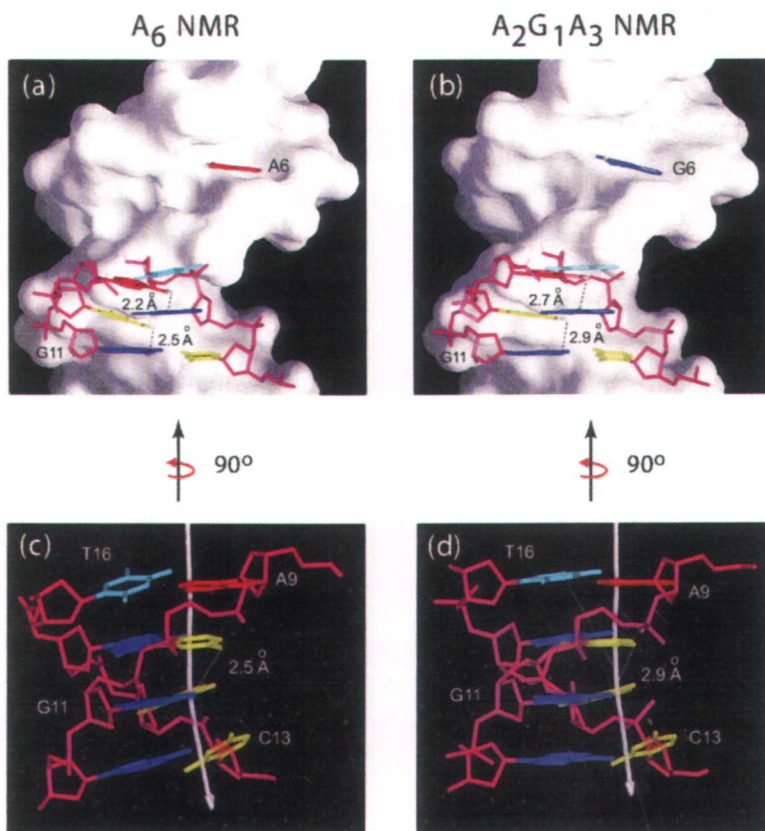 A6 NMR
A2G1A3 NMR
(a)
A6
2.2 Å
2.5 Å
G11
(b)
G6
2.7 Å
2.9 Å
G11
90°
90°
(c)
T16
A9
2.5 Å
G11
C13
(d)
T16
A9
2.9 Å
G11
C13